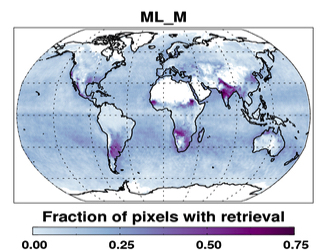 ML_M
Fraction of pixels with retrieval
0.00 0.25 0.50 0.75